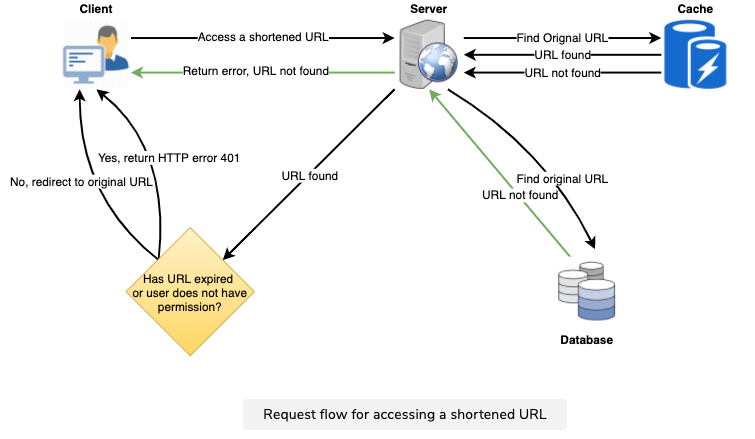 Client
Server
Cache
Access a shortened URL
Find Orignal URL
URL found
Return error, URL not found
URL not found
Yes, return HTTP error 401
URL found
No, redirect to original URL
Find original URL
URL not found
Has URL expired
or user does not have
permission?
Database
Request flow for accessing a shortened URL